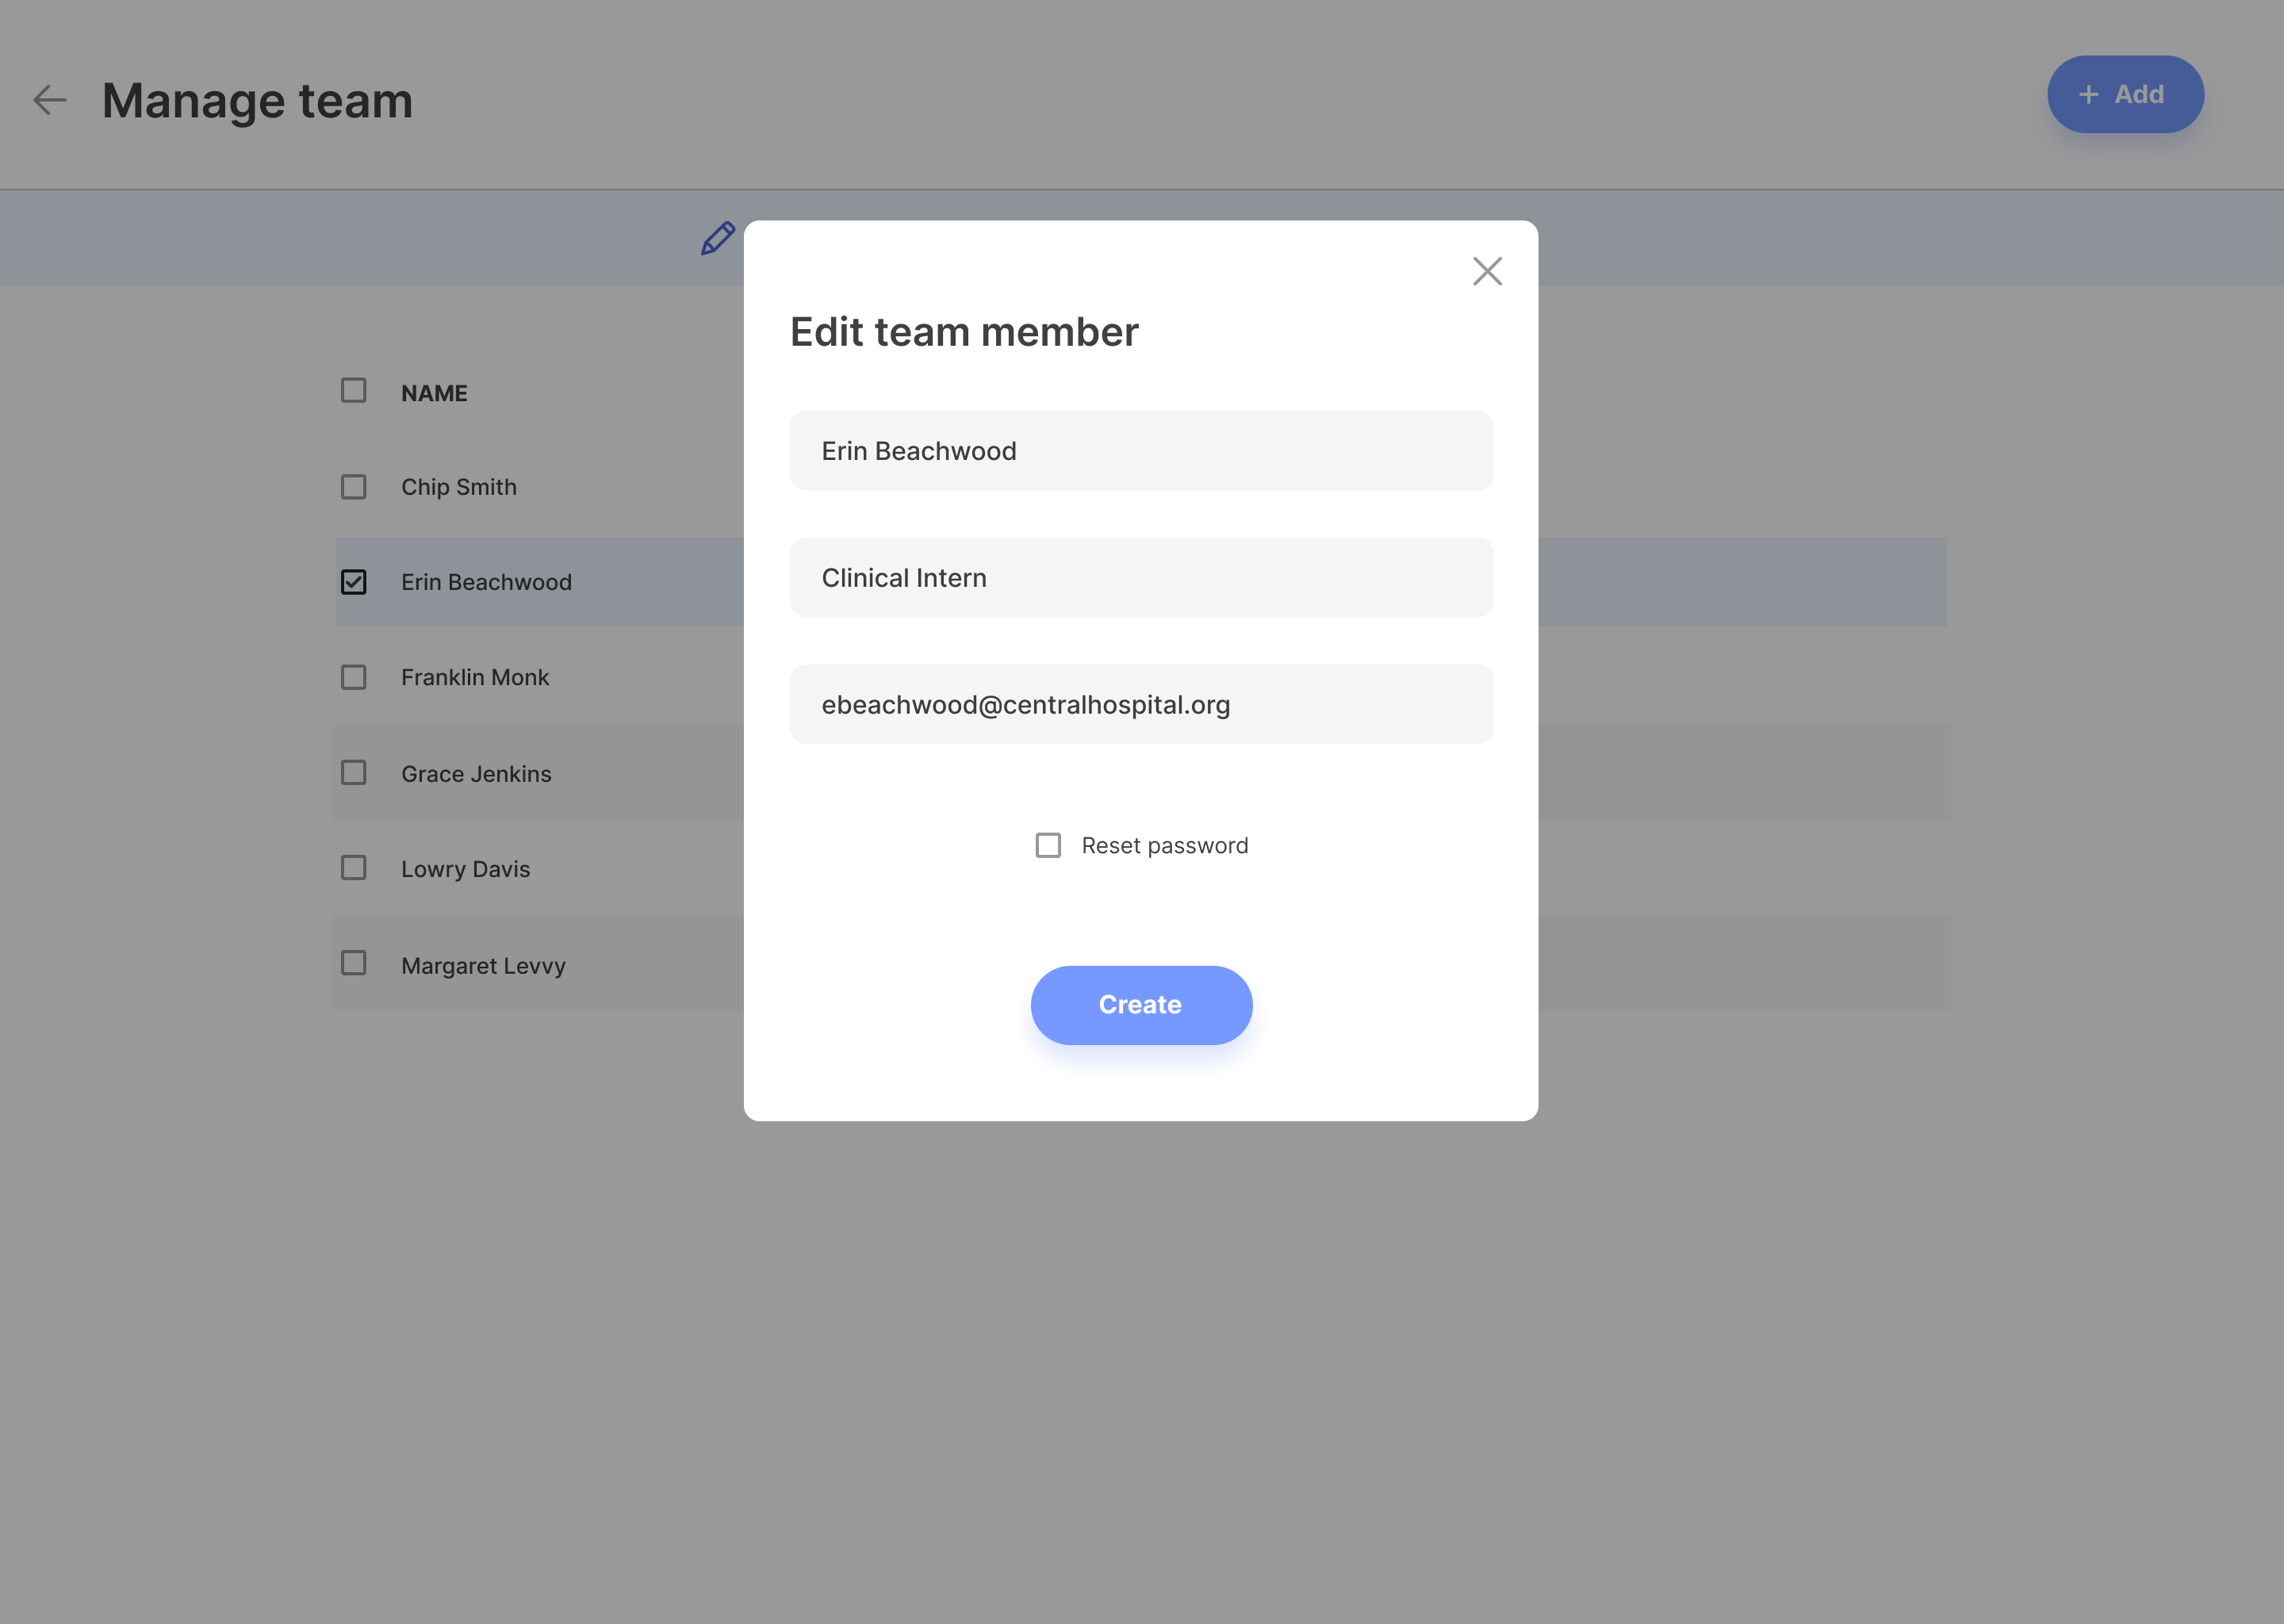 Manage team
+ Add
Edit team member
NAME
Erin Beachwood
Chip Smith
Clinical Intern
Erin Beachwood
Franklin Monk
ebeachwood@centralhospital.org
Grace Jenkins
Reset password
Lowry Davis
Margaret Levvy
Create